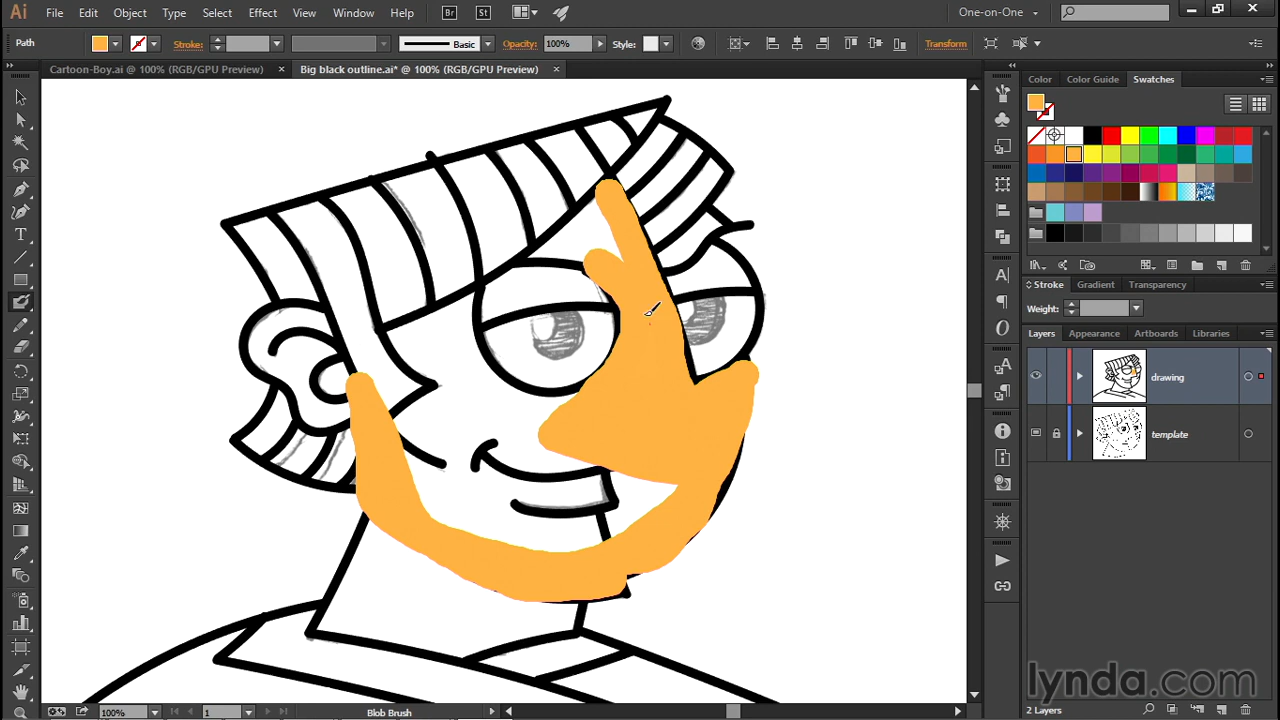 Ai File Edit Object Type Select Effect View Window Help Br St One-on-One
Path Stroke: Basic Opacity: 100% Style: Transform
Cartoon-Boy.ai @ 100% (RGB/GPU Preview) × Big black outline.ai* @ 100% (RGB/GPU Preview) ×
Color Color Guide Swatches
Stroke Gradient Transparency
Weight:
Layers Appearance Artboards Libraries
drawing
template
lynda.com
100% 1 Blob Brush 2 Layers